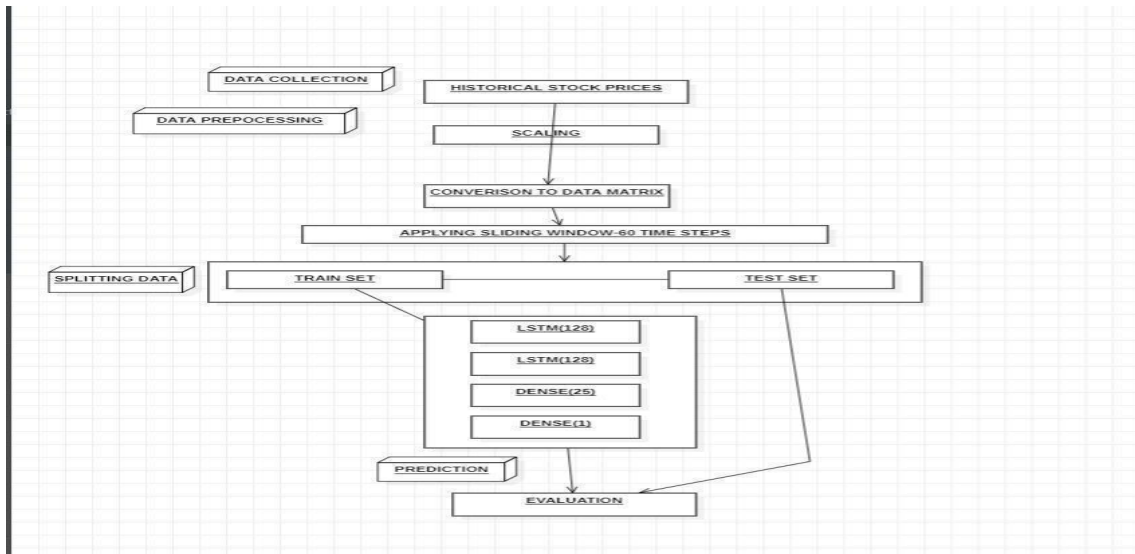 DATA COLLECTION
HISTORICAL STOCK PRICES
DATA PREPOCESSING
SCALING
CONVERISON TO DATA MATRIX
APPLYING SLIDING WINDOW-60 TIME STEPS
SPLITTING DATA
TRAIN SET
TEST SET
LSTM(128)
LSTM(128)
DENSE(25)
DENSE(1)
PREDICTION
EVALUATION